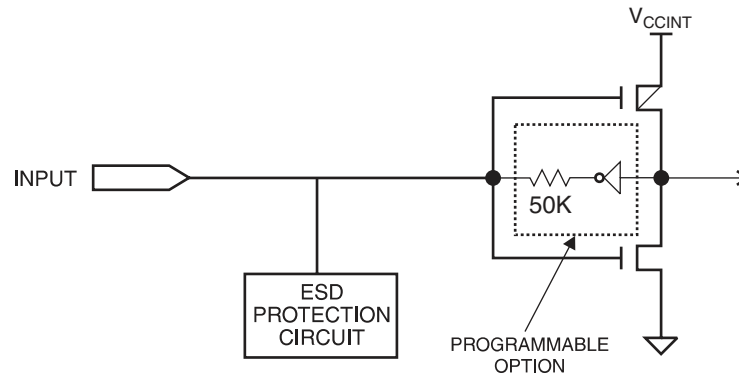 VCCINT
INPUT
50K
ESD
PROTECTION
CIRCUIT
PROGRAMMABLE
OPTION